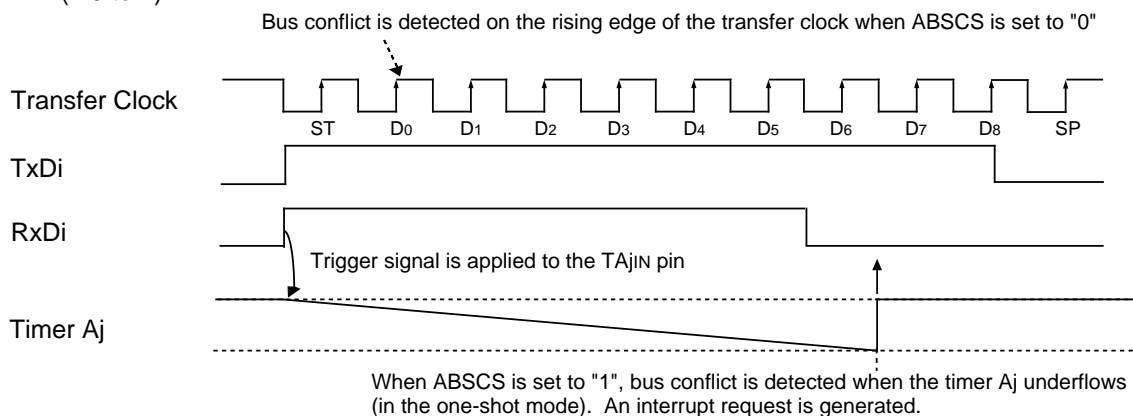 Bus conflict is detected on the rising edge of the transfer clock when ABSCS is set to "0"
Transfer Clock
ST D0 D1 D2 D3 D4 D5 D6 D7 D8 SP
TxDi
RxDi
Trigger signal is applied to the TAjIN pin
Timer Aj
When ABSCS is set to "1", bus conflict is detected when the timer Aj underflows
(in the one-shot mode). An interrupt request is generated.